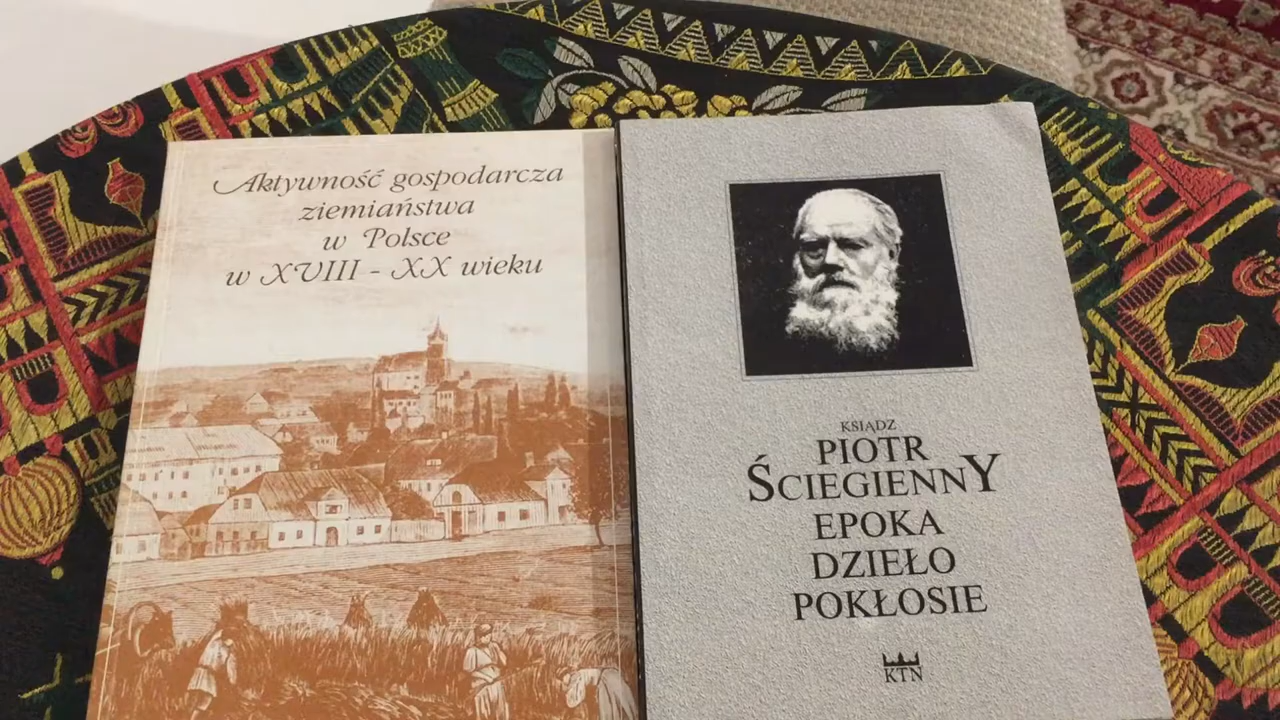 Aktywność gospodarcza
ziemiaństwa
w Polsce
w XVIII - XX wieku
KSIĄDZ
PIOTR
ŚCIEGIENNY
EPOKA
DZIEŁO
POKŁOSIE
KTN